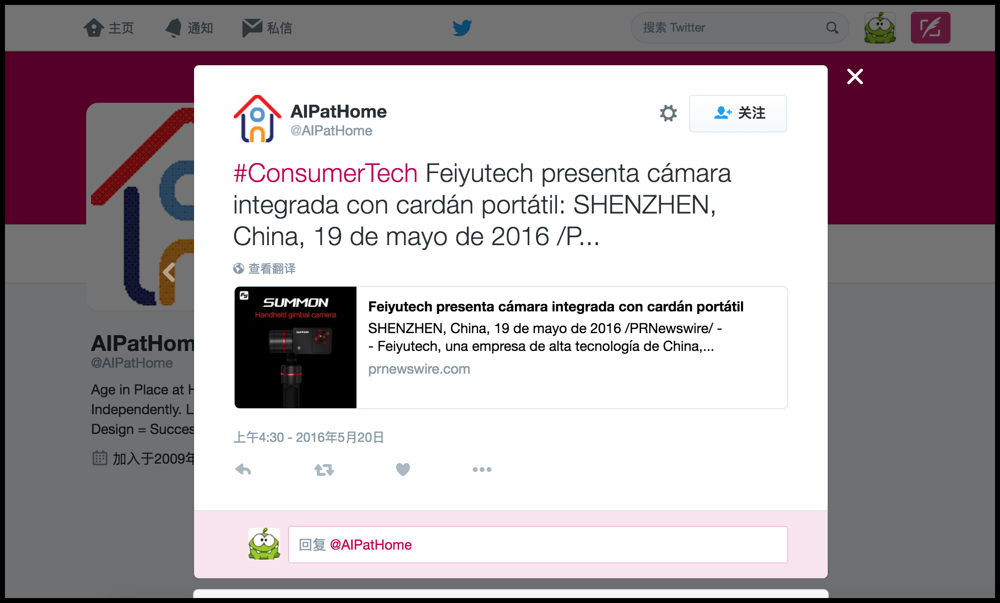 主页
通知
私信
搜索 Twitter
AIPatHome
@AIPatHome
关注
#ConsumerTech Feiyutech presenta cámara
integrada con cardán portátil: SHENZHEN,
China, 19 de mayo de 2016 /P...
查看翻译
Fy
SUMMON
Handheld gimbal camera
SUMMON
Feiyutech presenta cámara integrada con cardán portátil
SHENZHEN, China, 19 de mayo de 2016 /PRNewswire/ -
- Feiyutech, una empresa de alta tecnología de China,...
prnewswire.com
上午4:30 - 2016年5月20日
回复 @AIPatHome
AIPatHom
@AIPatHome
Age in Place at H
Independently. L
Design = Succes
加入于2009年